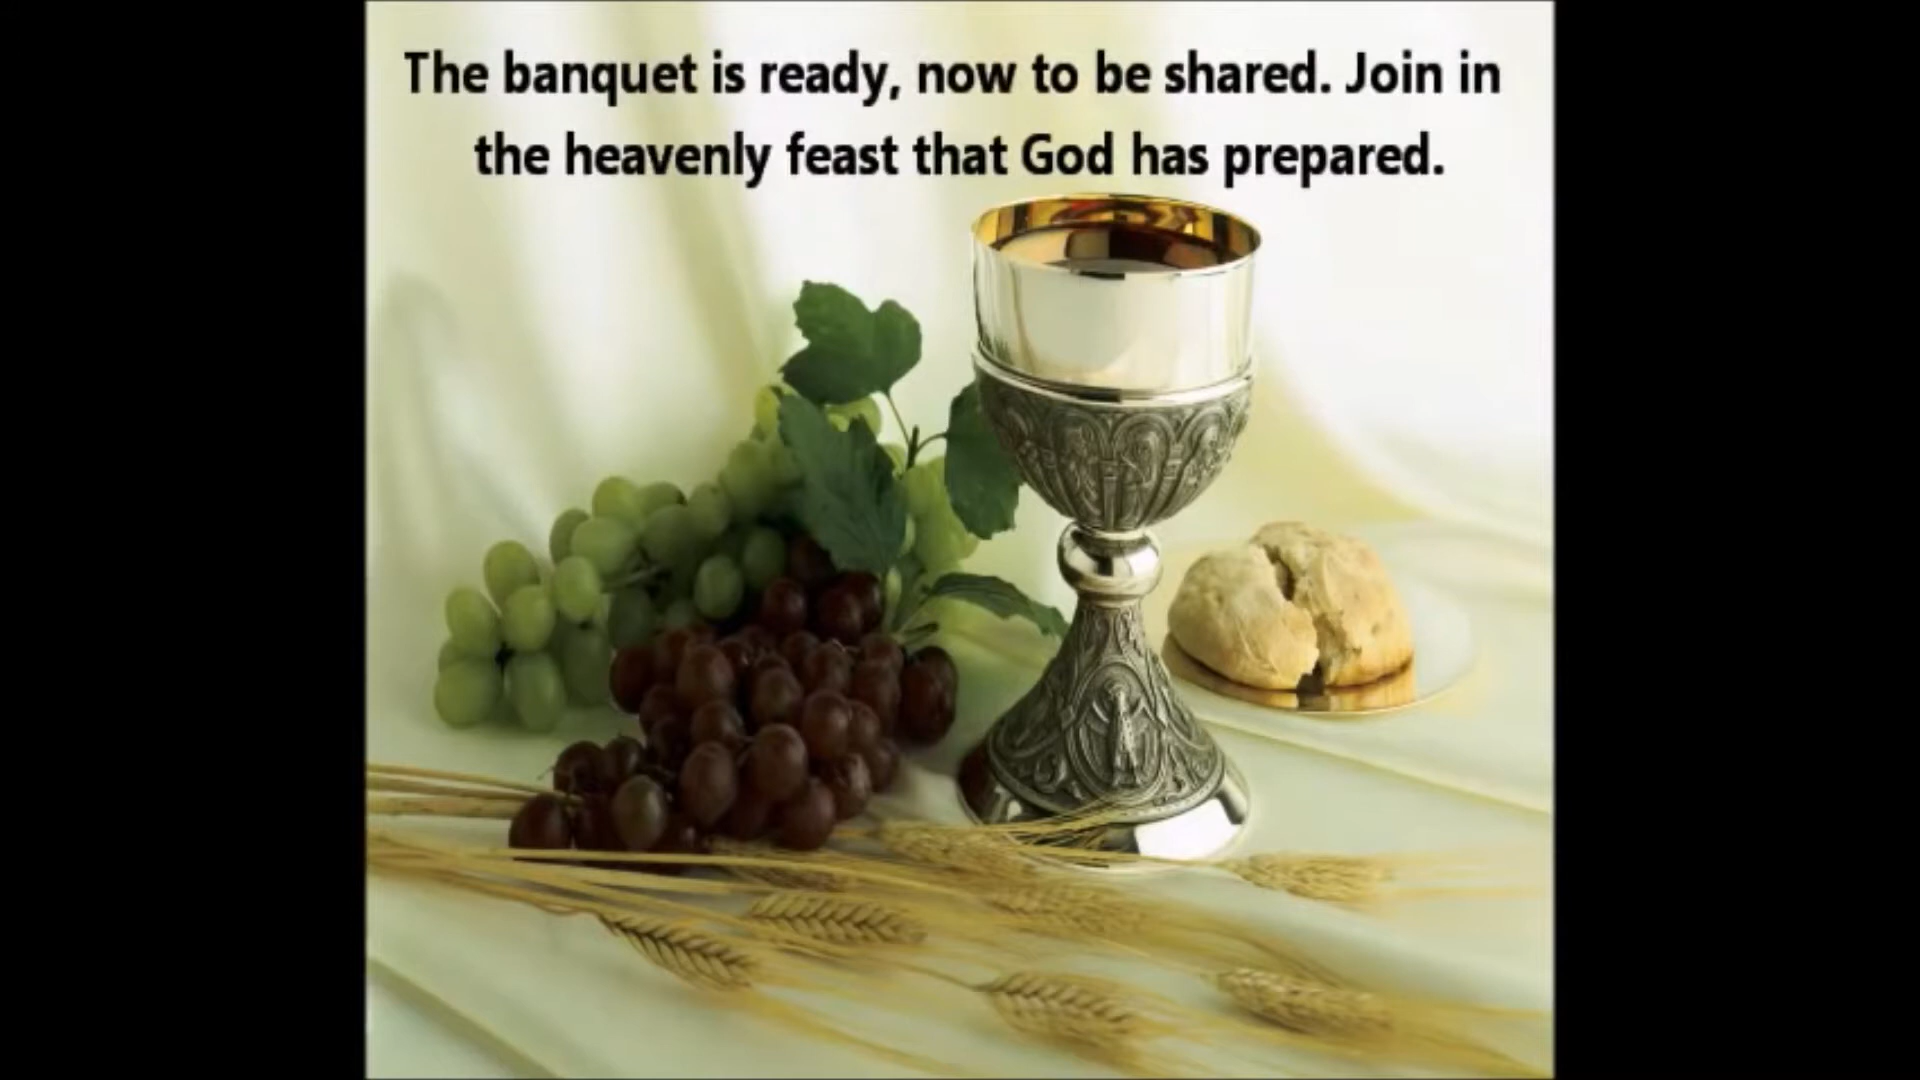 The banquet is ready, now to be shared. Join in
the heavenly feast that God has prepared.